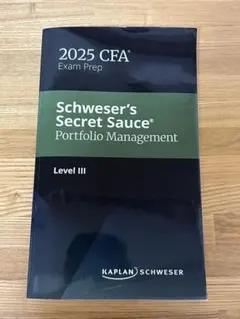 2025 CFA®
Exam Prep
Schweser's
Secret Sauce®
Portfolio Management
Level III
KAPLAN SCHWESER